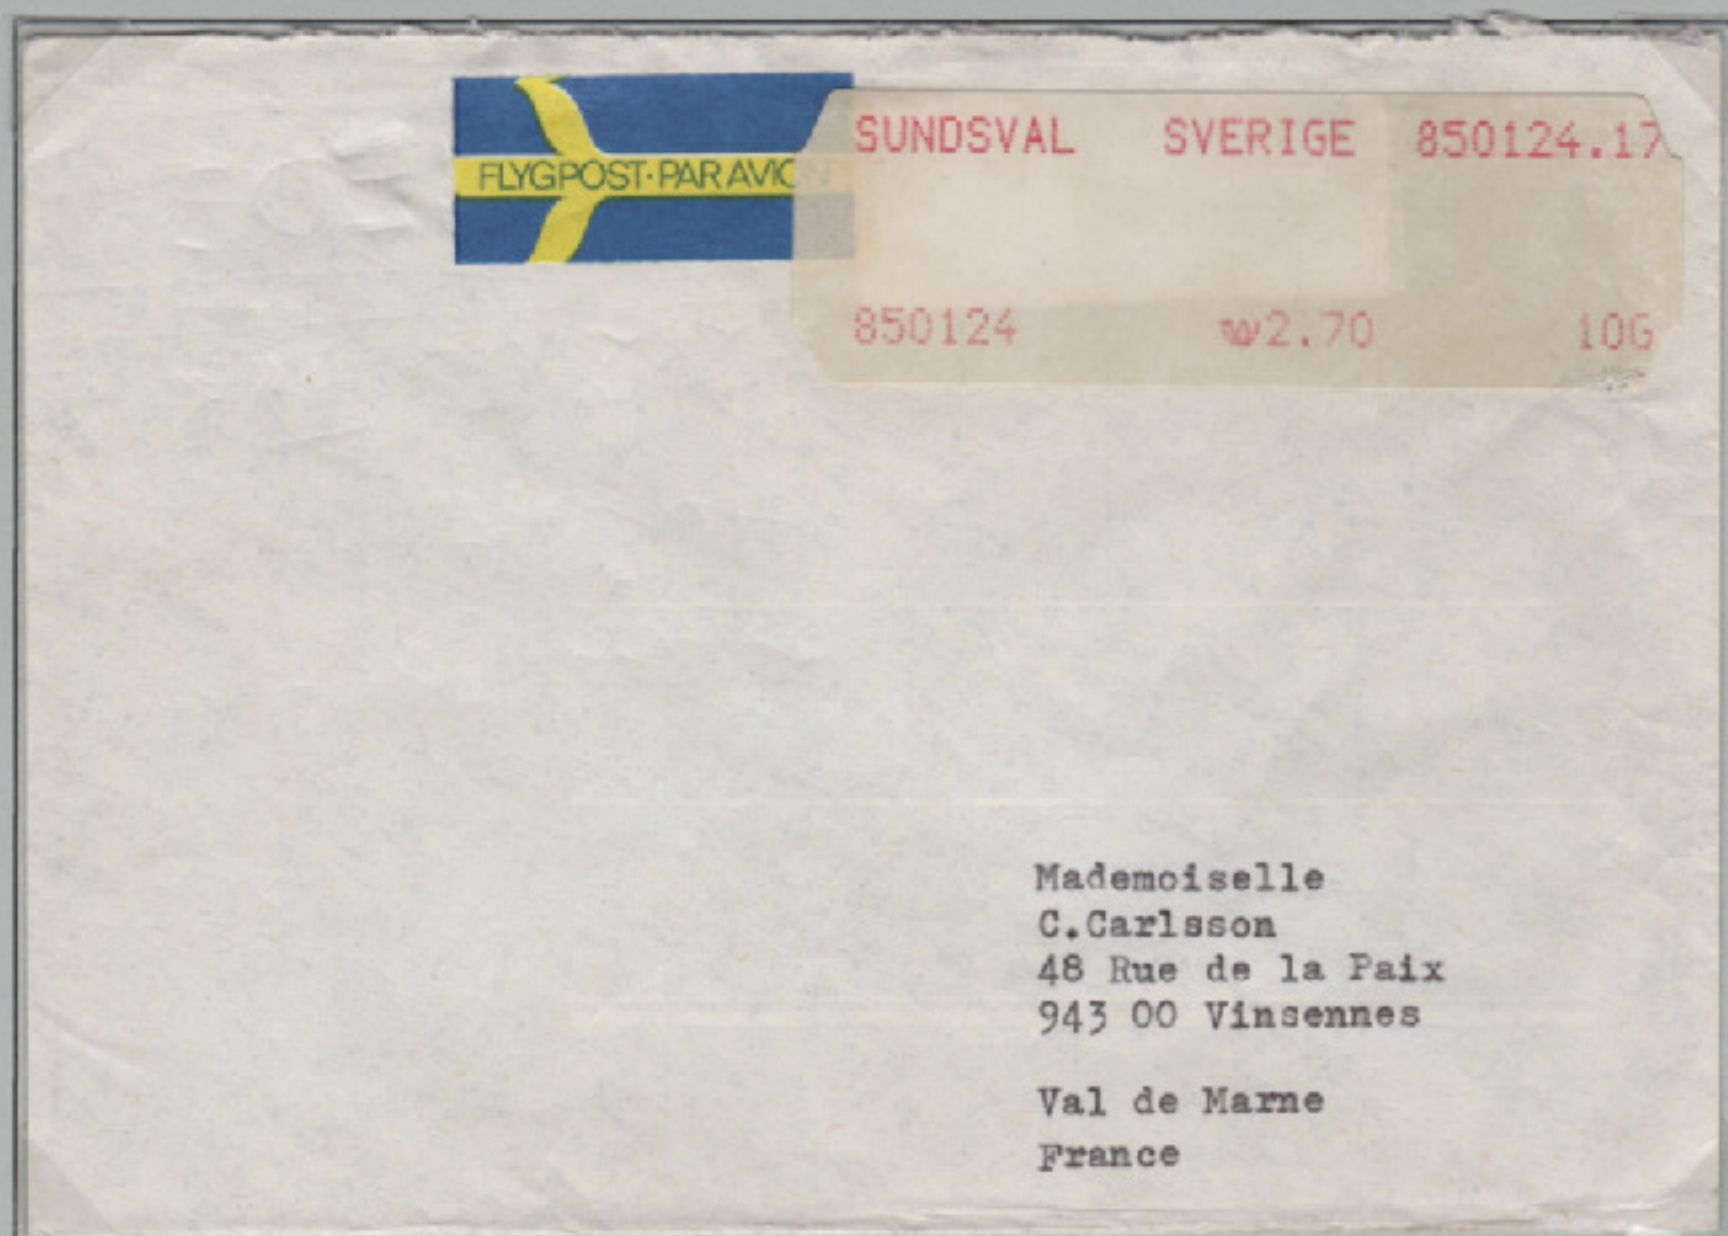 FLYGPOST·PAR AVION
SUNDSVAL SVERIGE 850124.17
850124 2.70 10G
Mademoiselle
C.Carlsson
48 Rue de la Paix
943 00 Vinsennes
Val de Marne
France